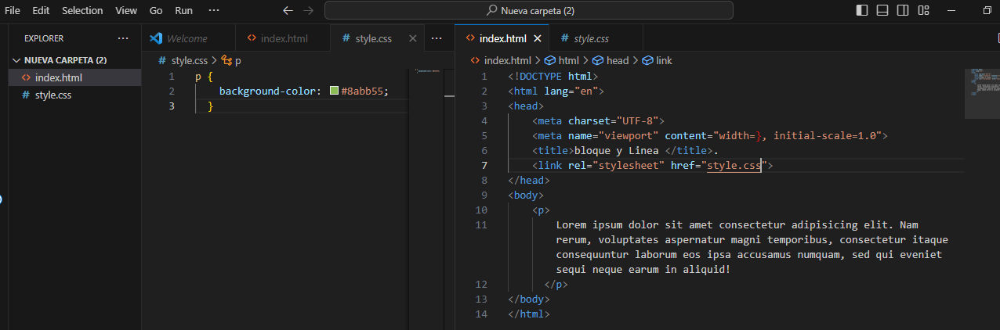 File Edit Selection View Go Run ···
Nueva carpeta (2)
EXPLORER ···
NUEVA CARPETA (2)
index.html
style.css
Welcome index.html style.css ···
style.css > p
1 p {
2 background-color: #8abb55;
3 }
index.html style.css
index.html > html > head > link
1 <!DOCTYPE html>
2 <html lang="en">
3 <head>
4 <meta charset="UTF-8">
5 <meta name="viewport" content="width=}, initial-scale=1.0">
6 <title>bloque y Linea </title>.
7 <link rel="stylesheet" href="style.css">
8 </head>
9 <body>
10 <p>
11 Lorem ipsum dolor sit amet consectetur adipisicing elit. Nam
rerum, voluptates aspernatur magni temporibus, consectetur itaque
consequuntur laborum eos ipsa accusamus numquam, sed qui eveniet
sequi neque earum in aliquid!
12 </p>
13 </body>
14 </html>